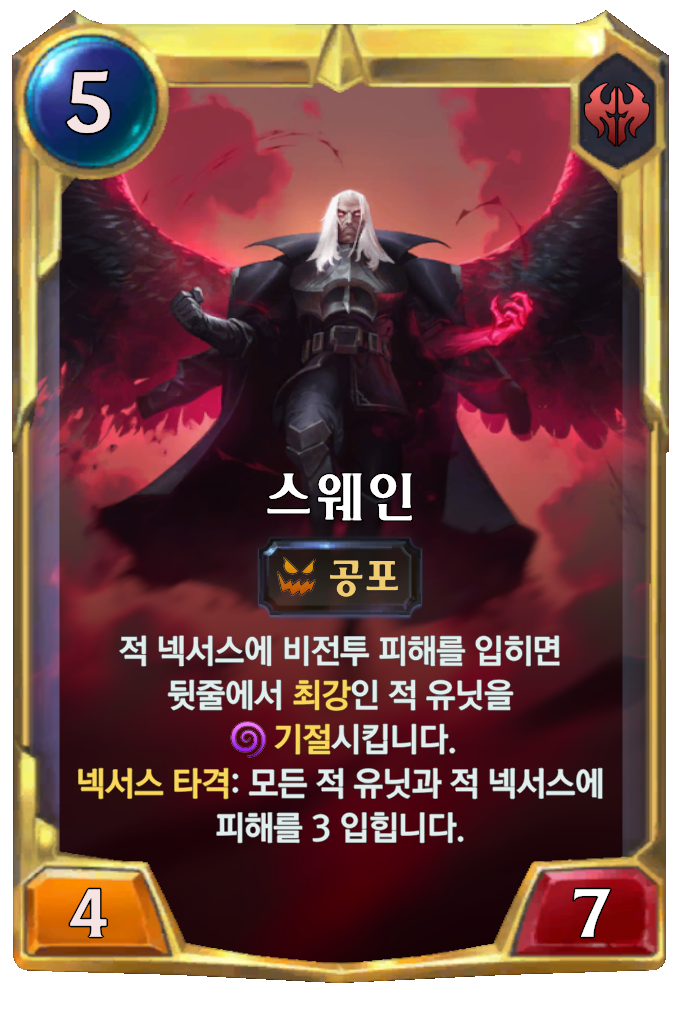 5
스웨인
공포
적 넥서스에 비전투 피해를 입히면
뒷줄에서 최강인 적 유닛을
기절시킵니다.
넥서스 타격: 모든 적 유닛과 적 넥서스에
피해를 3 입힙니다.
4
7